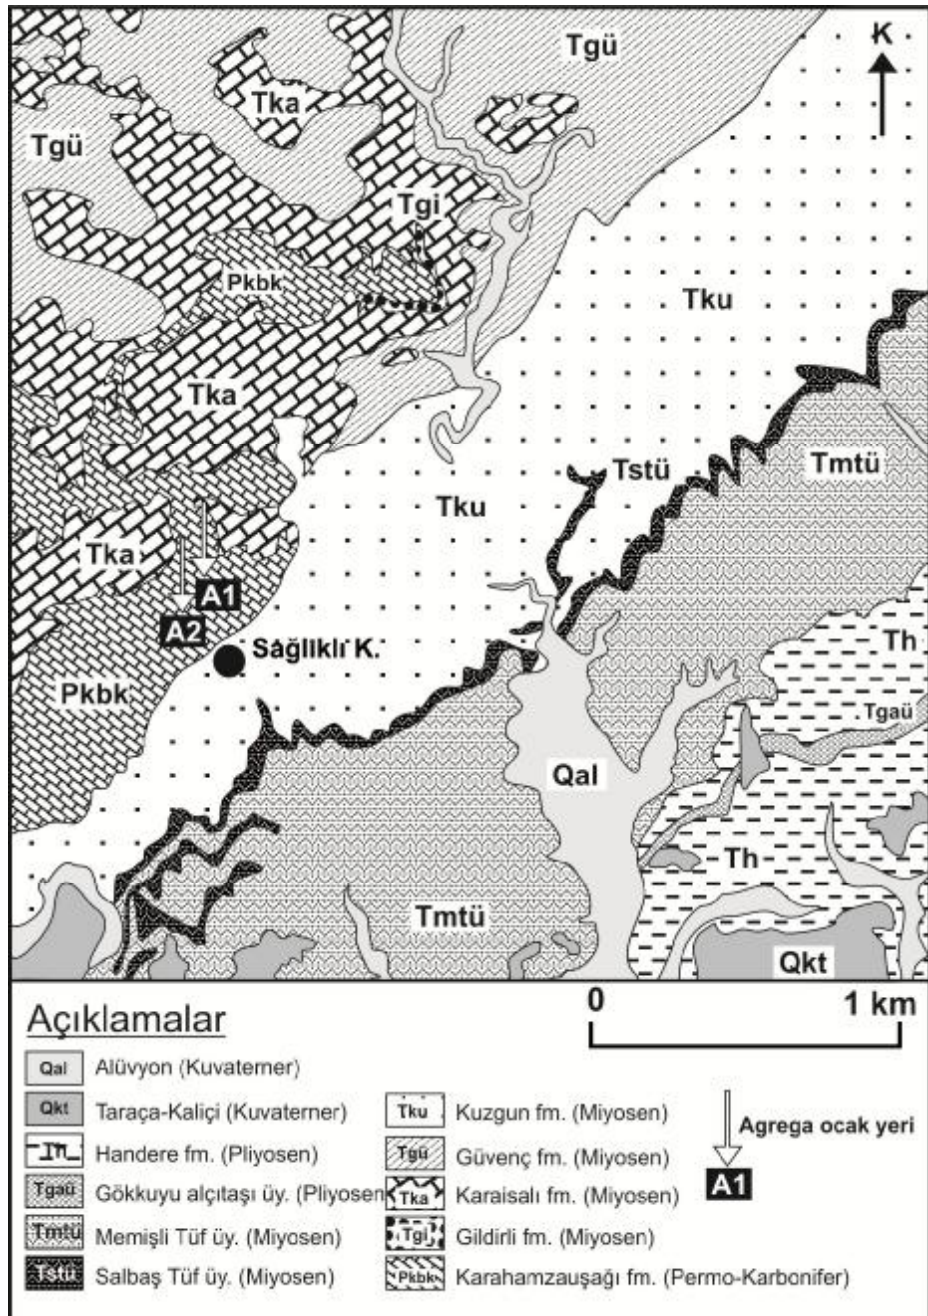 Tgü
K
Tka
Tgü
Tgi
Pkbk
Tku
Tka
Tstü
Tmtü
Tku
Tka
A1
A2
Sağlıklı K.
Th
Pkbk
Tgaü
Qal
Th
Tmtü
Qkt
0 1 km
Açıklamalar
Qal Alüvyon (Kuvaterner)
Qkt Taraça-Kaliçi (Kuvaterner)
Th Handere fm. (Pliyosen)
Tgaü Gökkuyu alçıtaşı üy. (Pliyosen
Tmtü Memişli Tüf üy. (Miyosen)
Tstü Salbaş Tüf üy. (Miyosen)
Tku Kuzgun fm. (Miyosen)
Tgü Güvenç fm. (Miyosen)
Tka Karaisalı fm. (Miyosen)
Tgi Gildirli fm. (Miyosen)
Pkbk Karahamzauşağı fm. (Permo-Karbonifer)
Agrega ocak yeri
A1